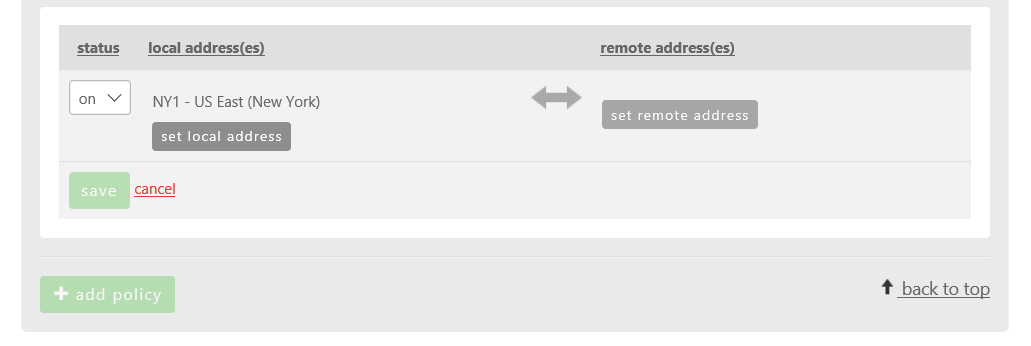 status local address(es) remote address(es)
on NY1 - US East (New York)
set local address
set remote address
save cancel
add policy
back to top